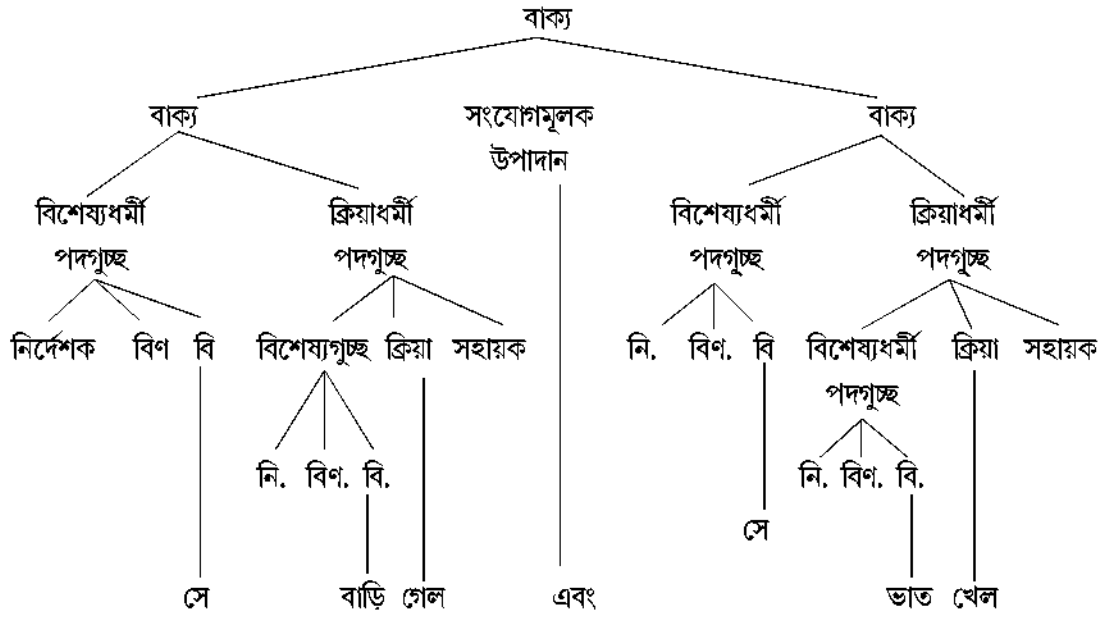 বাক্য
বাক্য সংযোগমূলক বাক্য
উপাদান
বিশেষ্যধর্মী ক্রিয়াধর্মী বিশেষ্যধর্মী ক্রিয়াধর্মী
পদগুচ্ছ পদগুচ্ছ পদগুচ্ছ পদগুচ্ছ
নির্দেশক বিণ বি বিশেষ্যগুচ্ছ ক্রিয়া সহায়ক নি. বিণ. বি বিশেষ্যধর্মী ক্রিয়া সহায়ক
পদগুচ্ছ
নি. বিণ. বি. নি. বিণ. বি.
সে
সে বাড়ি গেল এবং ভাত খেল